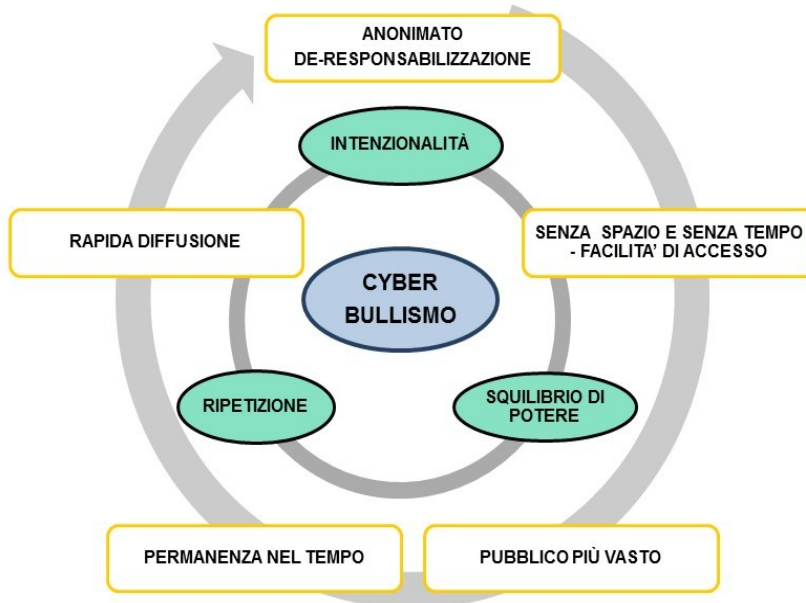 ANONIMATO
DE-RESPONSABILIZZAZIONE
INTENZIONALITÀ
RAPIDA DIFFUSIONE
SENZA SPAZIO E SENZA TEMPO
- FACILITA' DI ACCESSO
CYBER
BULLISMO
RIPETIZIONE
SQUILIBRIO DI
POTERE
PERMANENZA NEL TEMPO
PUBBLICO PIÙ VASTO